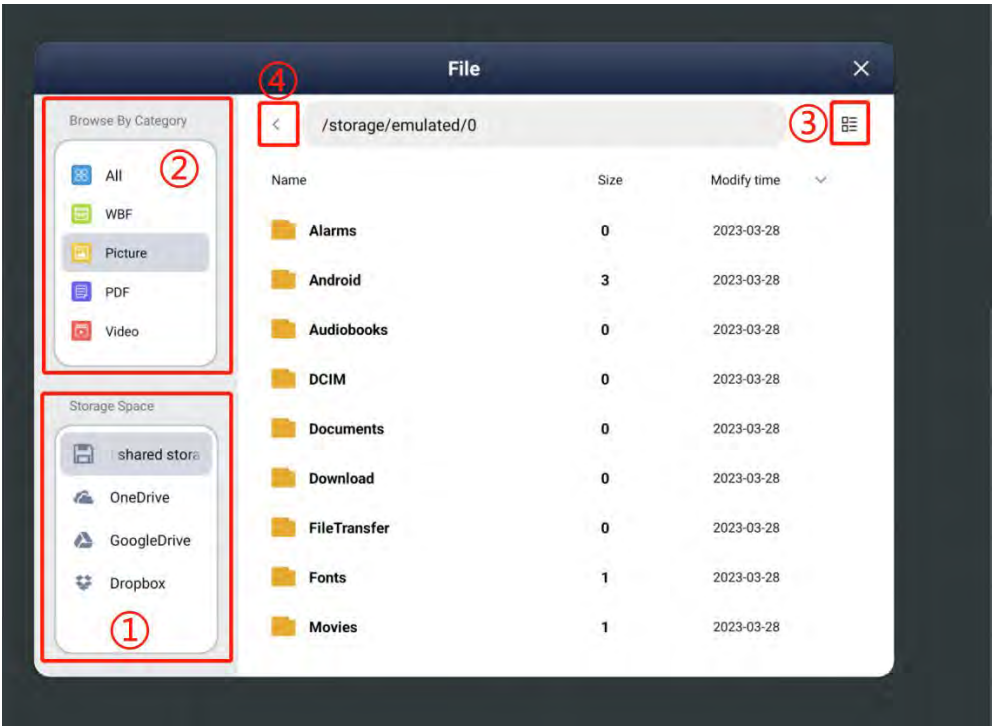 File
④
Browse By Category
/storage/emulated/0
③
All
②
WBF
Picture
PDF
Video
Name Size Modify time
Alarms 0 2023-03-28
Android 3 2023-03-28
Audiobooks 0 2023-03-28
DCIM 0 2023-03-28
Documents 0 2023-03-28
Download 0 2023-03-28
FileTransfer 0 2023-03-28
Fonts 1 2023-03-28
Movies 1 2023-03-28
Storage Space
shared stora
OneDrive
GoogleDrive
Dropbox
①